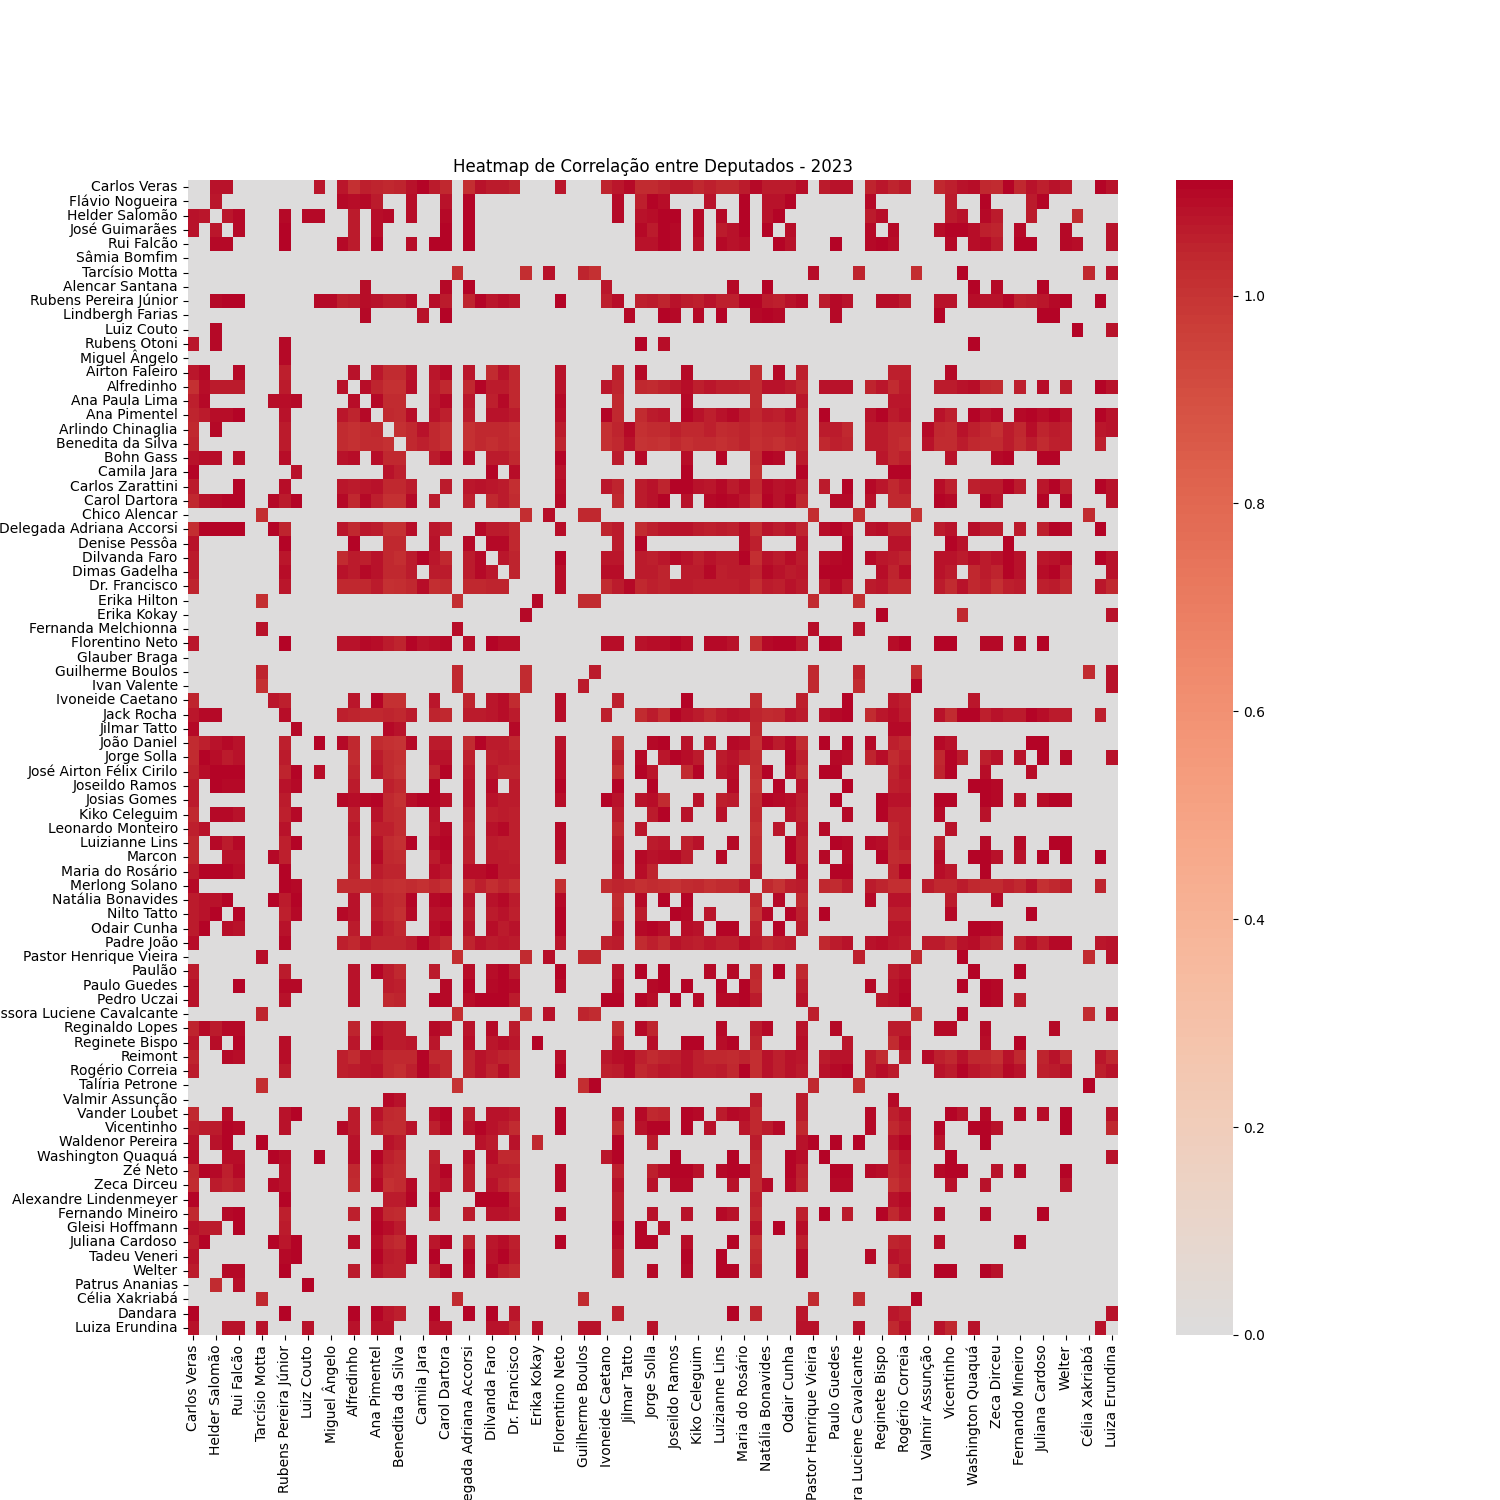 Heatmap de Correlação entre Deputados - 2023
Carlos Veras
Flávio Nogueira
Helder Salomão
José Guimarães
Rui Falcão
Sâmia Bomfim
Tarcísio Motta
Alencar Santana
Rubens Pereira Júnior
Lindbergh Farias
Luiz Couto
Rubens Otoni
Miguel Ângelo
Airton Faleiro
Alfredinho
Ana Paula Lima
Ana Pimentel
Arlindo Chinaglia
Benedita da Silva
Bohn Gass
Camila Jara
Carlos Zarattini
Carol Dartora
Chico Alencar
Delegada Adriana Accorsi
Denise Pessôa
Dilvanda Faro
Dimas Gadelha
Dr. Francisco
Erika Hilton
Erika Kokay
Fernanda Melchionna
Florentino Neto
Glauber Braga
Guilherme Boulos
Ivan Valente
Ivoneide Caetano
Jack Rocha
Jilmar Tatto
João Daniel
Jorge Solla
José Airton Félix Cirilo
Joseildo Ramos
Josias Gomes
Kiko Celeguim
Leonardo Monteiro
Luizianne Lins
Marcon
Maria do Rosário
Merlong Solano
Natália Bonavides
Nilto Tatto
Odair Cunha
Padre João
Pastor Henrique Vieira
Paulão
Paulo Guedes
Pedro Uczai
ssora Luciene Cavalcante
Reginaldo Lopes
Reginete Bispo
Reimont
Rogério Correia
Talíria Petrone
Valmir Assunção
Vander Loubet
Vicentinho
Waldenor Pereira
Washington Quaquá
Zé Neto
Zeca Dirceu
Alexandre Lindenmeyer
Fernando Mineiro
Gleisi Hoffmann
Juliana Cardoso
Tadeu Veneri
Welter
Patrus Ananias
Célia Xakriabá
Dandara
Luiza Erundina
Carlos Veras
Helder Salomão
Rui Falcão
Tarcísio Motta
Rubens Pereira Júnior
Luiz Couto
Miguel Ângelo
Alfredinho
Ana Pimentel
Benedita da Silva
Camila Jara
Carol Dartora
egada Adriana Accorsi
Dilvanda Faro
Dr. Francisco
Erika Kokay
Florentino Neto
Guilherme Boulos
Ivoneide Caetano
Jilmar Tatto
Jorge Solla
Joseildo Ramos
Kiko Celeguim
Luizianne Lins
Maria do Rosário
Natália Bonavides
Odair Cunha
Pastor Henrique Vieira
Paulo Guedes
ra Luciene Cavalcante
Reginete Bispo
Rogério Correia
Valmir Assunção
Vicentinho
Washington Quaquá
Zeca Dirceu
Fernando Mineiro
Juliana Cardoso
Welter
Célia Xakriabá
Luiza Erundina
1.0
0.8
0.6
0.4
0.2
0.0